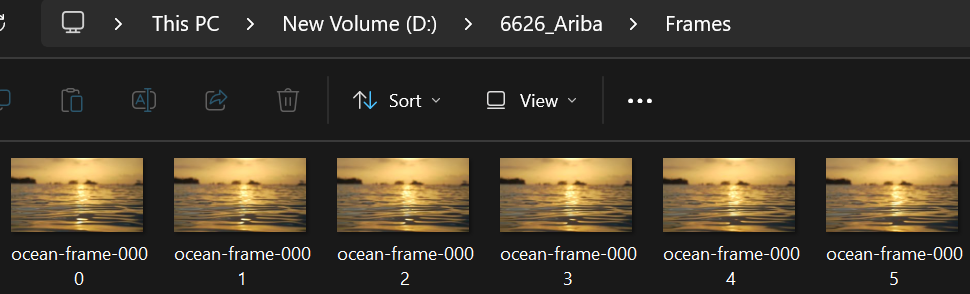 This PC > New Volume (D:) > 6626_Ariba > Frames
Sort View
ocean-frame-000
0
ocean-frame-000
1
ocean-frame-000
2
ocean-frame-000
3
ocean-frame-000
4
ocean-frame-000
5